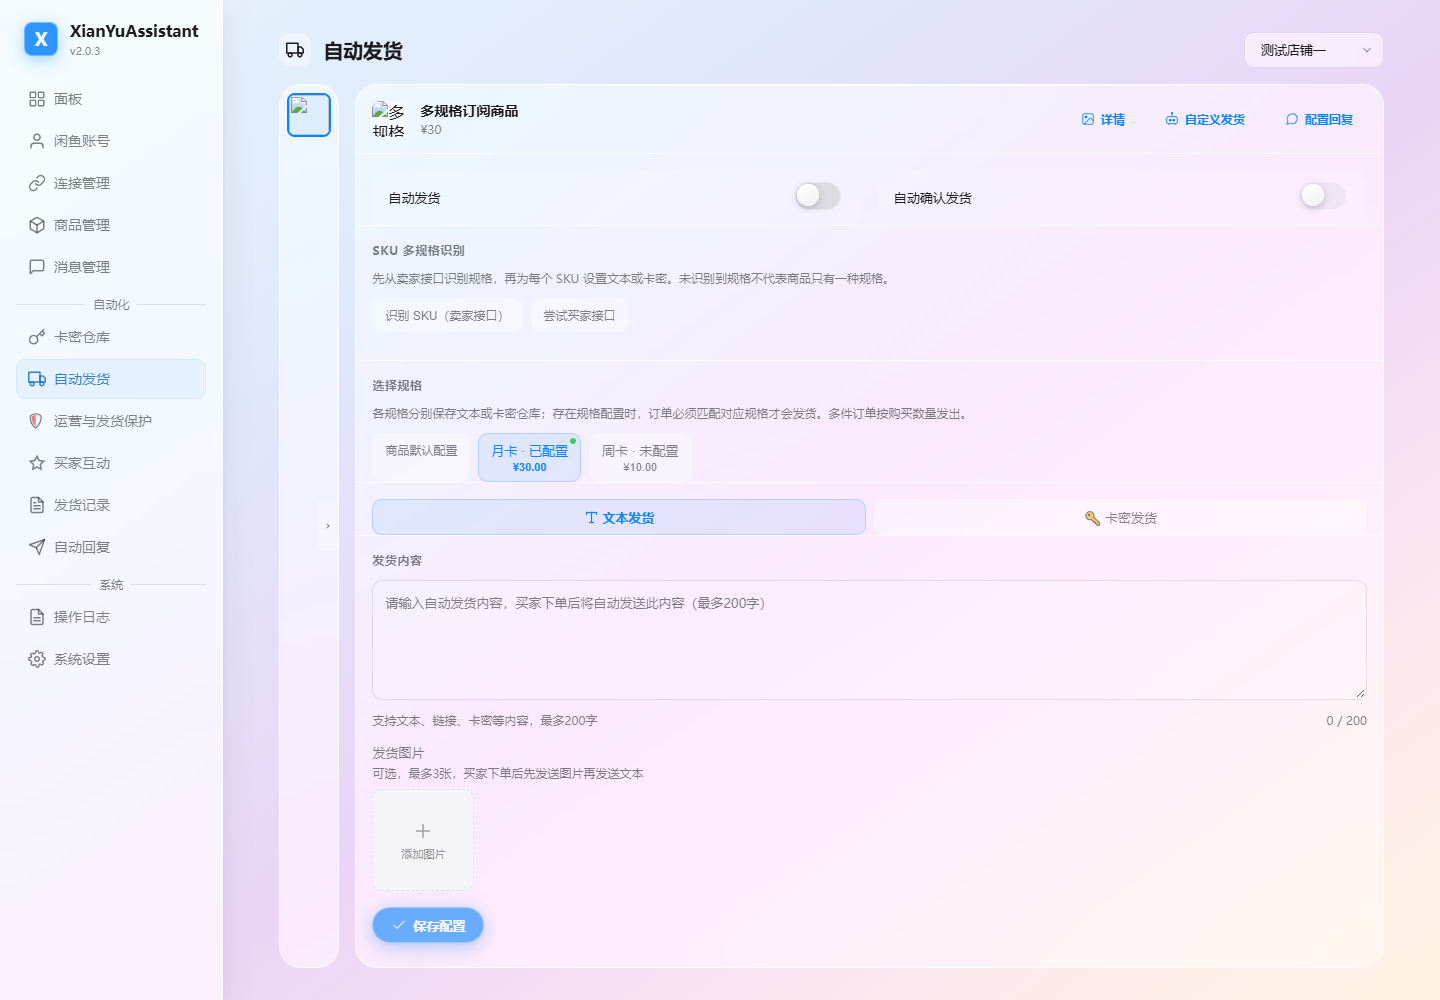 X
XianYuAssistant
v2.0.3
面板
闲鱼账号
连接管理
商品管理
消息管理
自动化
卡密仓库
自动发货
运营与发货保护
买家互动
发货记录
自动回复
系统
操作日志
系统设置
自动发货
测试店铺一
多规格
多规格订阅商品
¥30
详情
自定义发货
配置回复
自动发货
自动确认发货
SKU 多规格识别
先从卖家接口识别规格，再为每个 SKU 设置文本或卡密。未识别到规格不代表商品只有一种规格。
识别 SKU（卖家接口）
尝试买家接口
选择规格
各规格分别保存文本或卡密仓库；存在规格配置时，订单必须匹配对应规格才会发货。多件订单按购买数量发出。
商品默认配置
月卡 · 已配置
¥30.00
周卡 · 未配置
¥10.00
文本发货
卡密发货
发货内容
请输入自动发货内容，买家下单后将自动发送此内容（最多200字）
支持文本、链接、卡密等内容，最多200字
0 / 200
发货图片
可选，最多3张，买家下单后先发送图片再发送文本
添加图片
保存配置